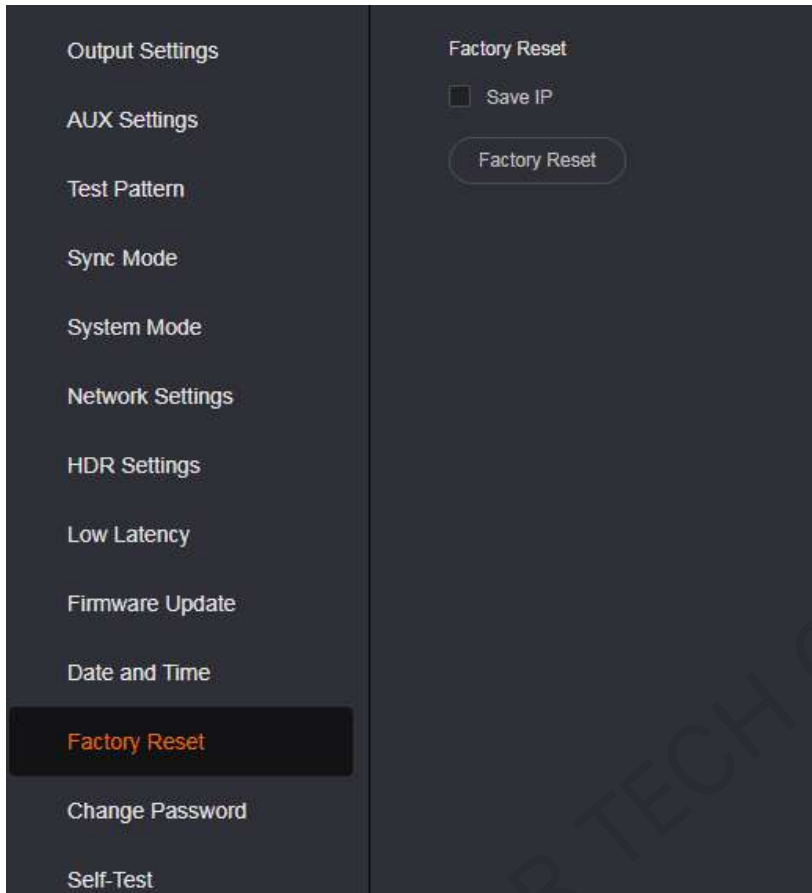 Output Settings
AUX Settings
Test Pattern
Sync Mode
System Mode
Network Settings
HDR Settings
Low Latency
Firmware Update
Date and Time
Factory Reset
Change Password
Self-Test
Factory Reset
Save IP
Factory Reset
TECH